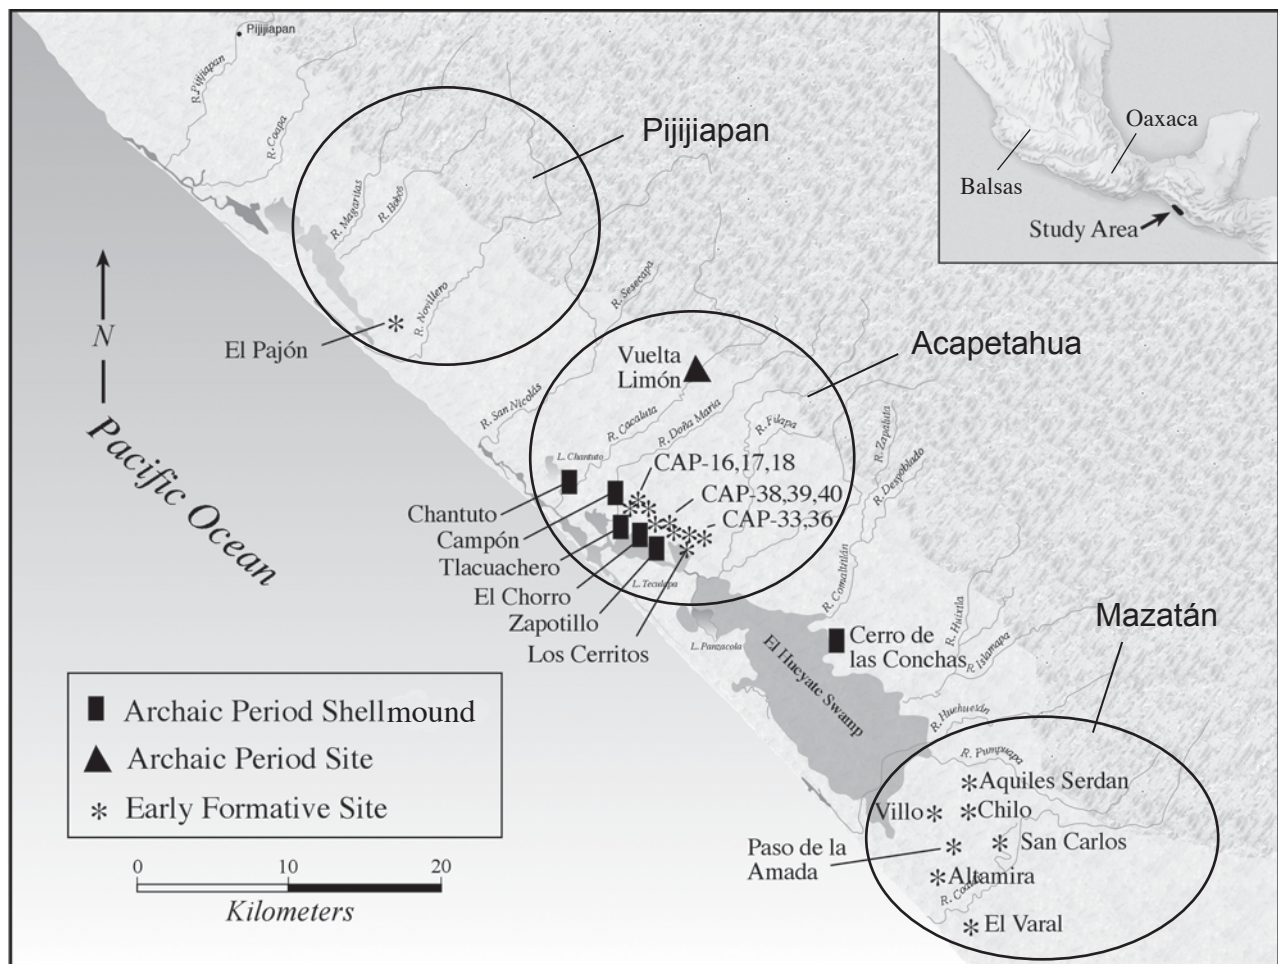 Pijijiapan
R. Pijijiapan
R. Coapa
Pijijiapan
R. Magaritas
R. Ilobos
R. Novillero
El Pajón
N
Pacific Ocean
Balsas
Oaxaca
Study Area
R. Sesecapa
Acapetahua
Vuelta
Limón
R. San Nicolás
R. Cacaluta
R. Doña Maria
R. Filapa
R. Zapaluta
R. Despoblado
L. Chantuto
CAP-16,17,18
CAP-38,39,40
CAP-33,36
Chantuto
Campón
Tlacuachero
El Chorro
Zapotillo
Los Cerritos
L. Teculapa
L. Panzacola
R. Comaltitlán
R. Huixtla
R. Islamapa
Cerro de
las Conchas
El Hueyate Swamp
Mazatán
R. Huehuetán
R. Pumpuapa
Aquiles Serdan
Villo
Chilo
San Carlos
Paso de la
Amada
Altamira
El Varal
Archaic Period Shellmound
Archaic Period Site
Early Formative Site
0 10 20
Kilometers